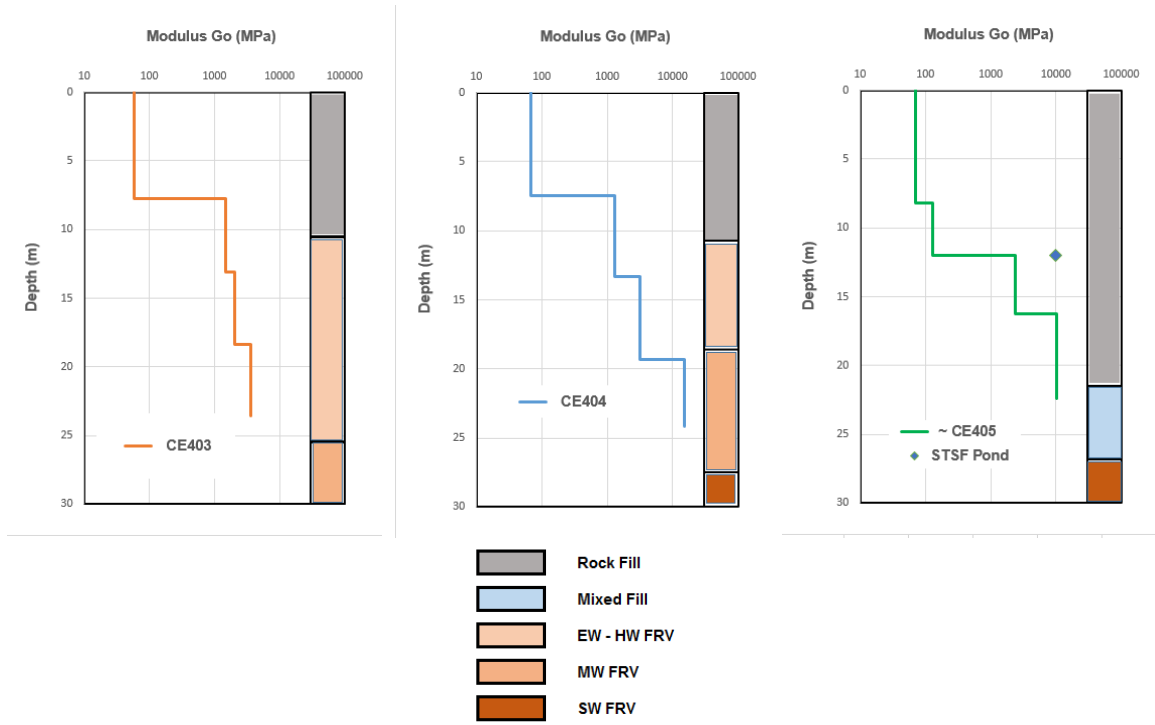 Modulus Go (MPa)
10 100 1000 10000 100000
0
5
10
15
20
25
30
Depth (m)
CE403
Modulus Go (MPa)
10 100 1000 10000 100000
0
5
10
15
20
25
30
Depth (m)
CE404
Modulus Go (MPa)
10 100 1000 10000 100000
0
5
10
15
20
25
30
Depth (m)
~ CE405
STSF Pond
Rock Fill
Mixed Fill
EW - HW FRV
MW FRV
SW FRV